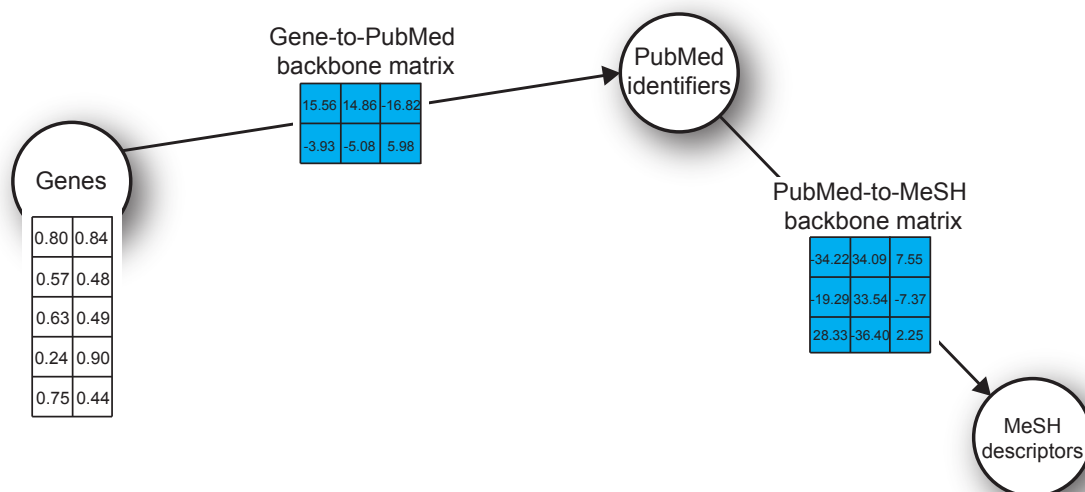 Gene-to-PubMed
backbone matrix
15.56 14.86 -16.82
-3.93 -5.08 5.98
PubMed
identifiers
Genes
0.80 0.84
0.57 0.48
0.63 0.49
0.24 0.90
0.75 0.44
PubMed-to-MeSH
backbone matrix
-34.22 34.09 7.55
-19.29 33.54 -7.37
28.33 -36.40 2.25
MeSH
descriptors